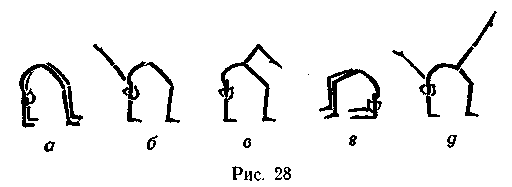 а б в г д
Рис. 28